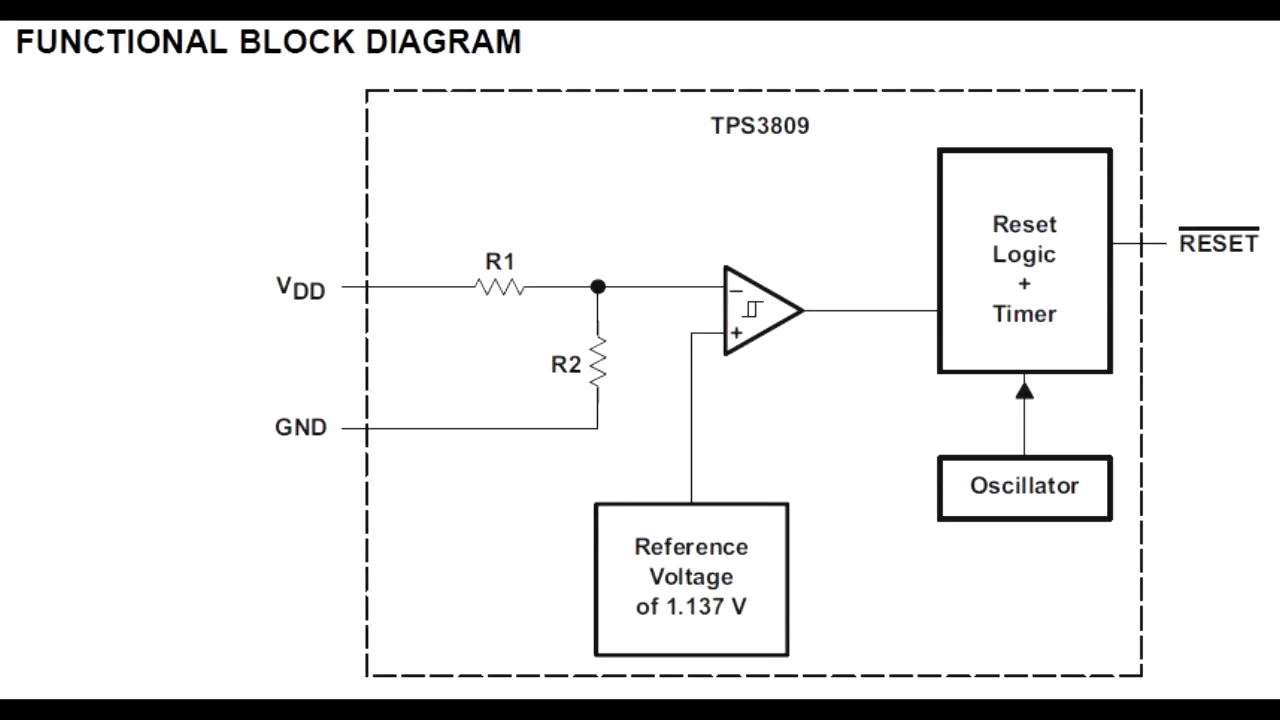 FUNCTIONAL BLOCK DIAGRAM
TPS3809
R1
VDD
R2
GND
−
+
Reset
Logic
+
Timer
RESET
Oscillator
Reference
Voltage
of 1.137 V